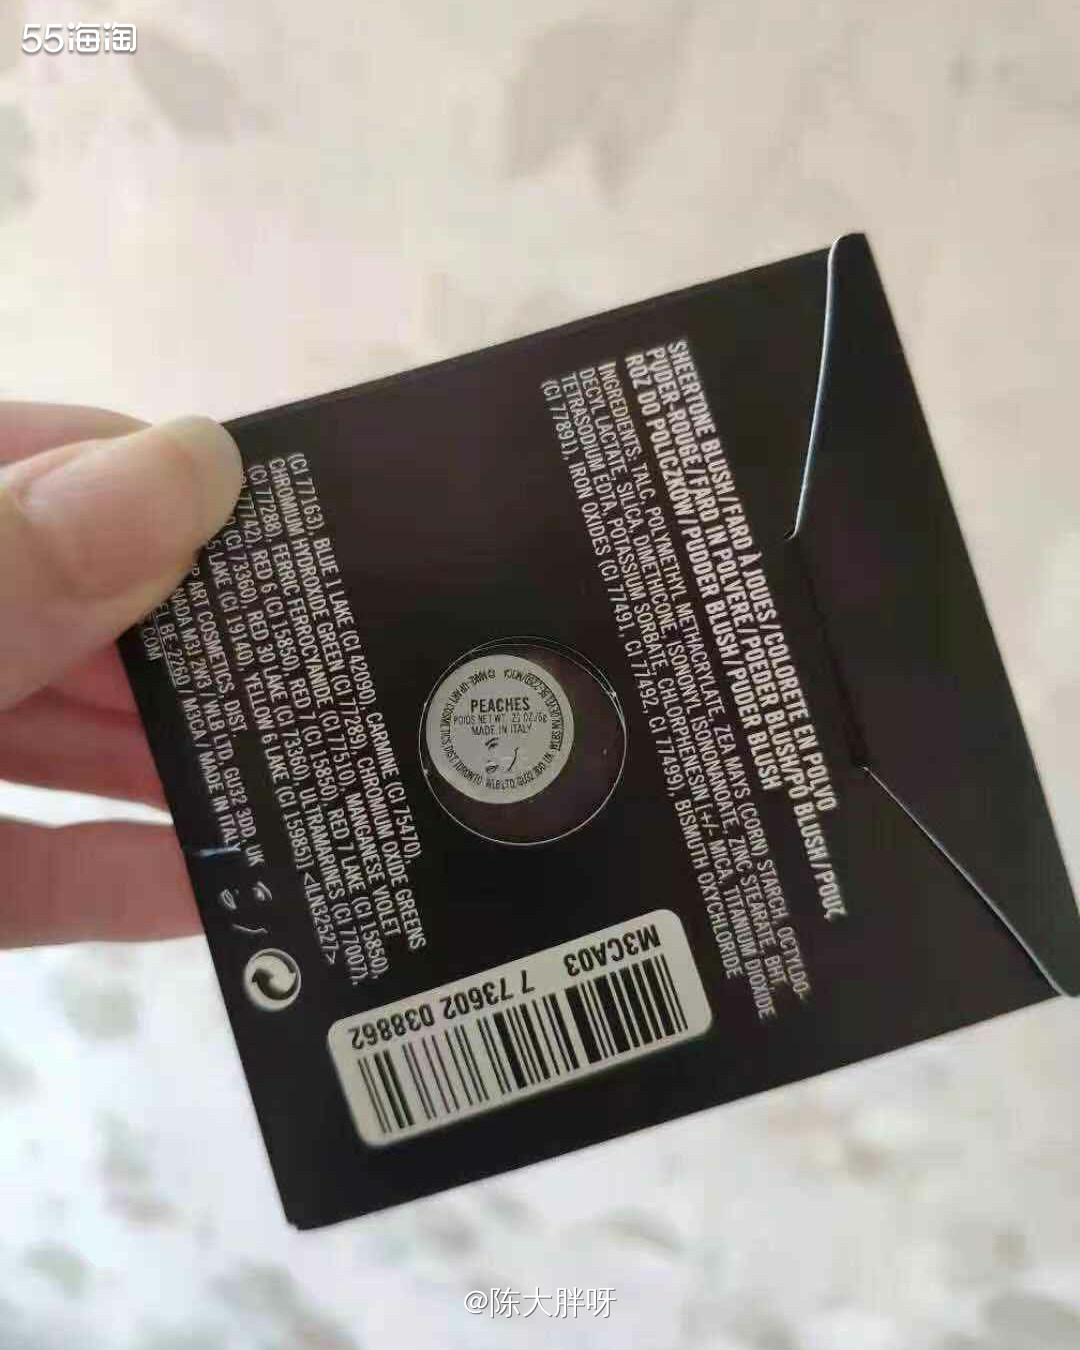 55海淘
SHEERTONE BLUSH/FARD À JOUES/COLORETE EN POLVO
PUDER-ROUGE/FARD IN POLVERE/POEDER BLUSH/PÓ BLUSH/POUZ
RÓŻ DO POLICZKÓW/PUDDER BLUSH/PUDER BLUSH
INGREDIENTS: TALC, POLYMETHYL METHACRYLATE, ZEA MAYS (CORN) STARCH, OCTYLDO-
DECYL LACTATE, SILICA, DIMETHICONE, ISONONYL ISONONANOATE, ZINC STEARATE, BHT,
TETRASODIUM EDTA, POTASSIUM SORBATE, CHLORPHENESIN [+/- MICA, TITANIUM DIOXIDE
(CI 77891), IRON OXIDES (CI 77491, CI 77492, CI 77499), BISMUTH OXYCHLORIDE
PEACHES
POIDS NET WT. .21 OZ/6g
MADE IN ITALY
(CI 77163), BLUE 1 LAKE (CI 42090), CARMINE (CI 75470),
CHROMIUM HYDROXIDE GREEN (CI 77289), CHROMIUM OXIDE GREENS
(CI 77288), FERRIC FERROCYANIDE (CI 77510), MANGANESE VIOLET
77742), RED 6 (CI 15850), RED 7 (CI 15850), RED 7 LAKE (CI 15850),
(CI 73360), RED 30 LAKE (CI 73360), ULTRAMARINES (CI 77007),
5 LAKE (CI 19140), YELLOW 6 LAKE (CI 15985)] <ILN32527>
ART COSMETICS, DIST.
M3J 2N3 / WLB LTD, GU32 3DD, UK
BE-2260 / M3CA / MADE IN ITALY
.COM
M3CA03
7 73602 038862
@陈大胖呀